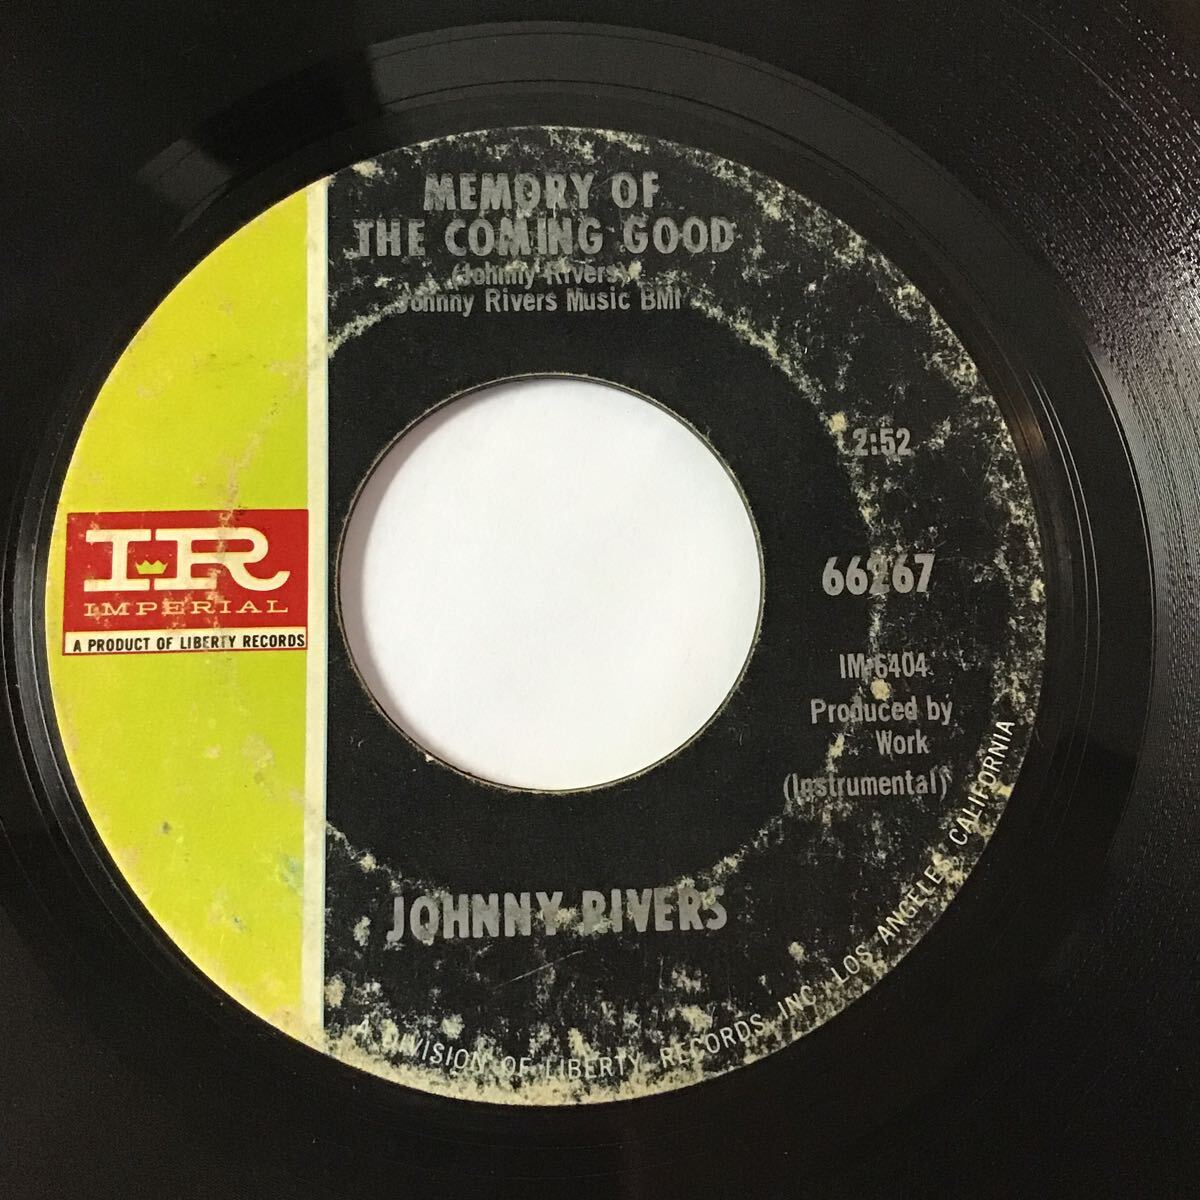 MEMORY OF
THE COMING GOOD
(Johnny Rivers)
Johnny Rivers Music BMI
2:52
66267
IR
IMPERIAL
A PRODUCT OF LIBERTY RECORDS
IM-6404
Produced by
Work
(Instrumental)
JOHNNY RIVERS
A DIVISION OF LIBERTY RECORDS, INC., LOS ANGELES, CALIFORNIA